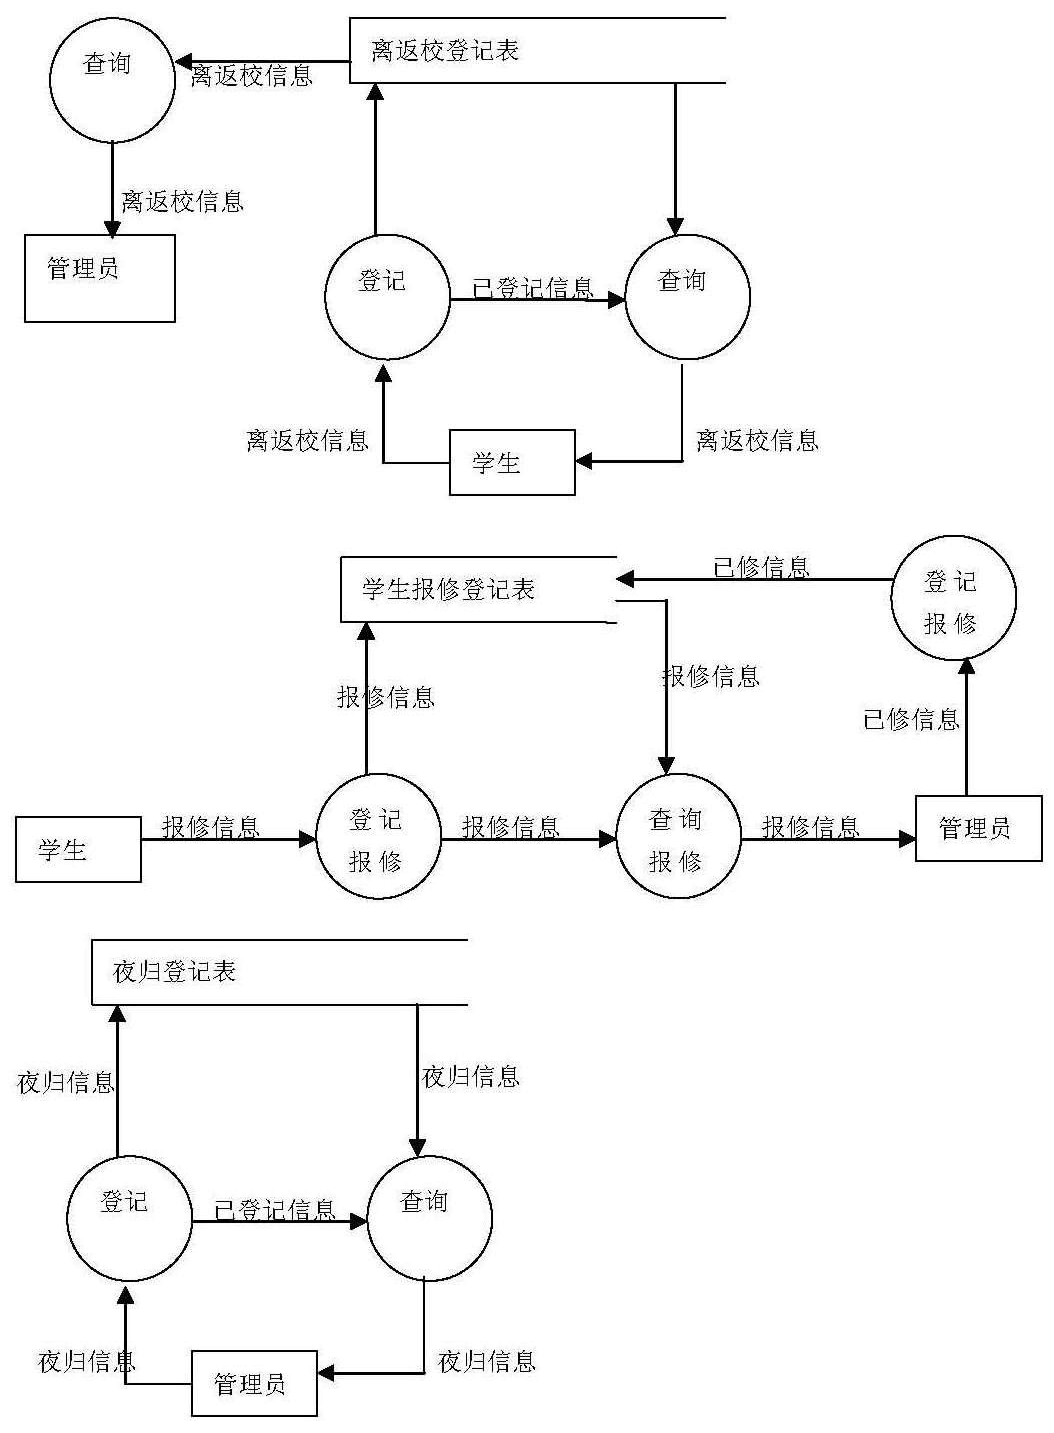 查询
离返校登记表
离返校信息
离返校信息
管理员
登记
已登记信息
查询
离返校信息
学生
离返校信息
已修信息
登记
报修
学生报修登记表
报修信息
报修信息
已修信息
学生
报修信息
登记
报修
报修信息
查询
报修
报修信息
管理员
夜归登记表
夜归信息
夜归信息
登记
已登记信息
查询
夜归信息
管理员
夜归信息